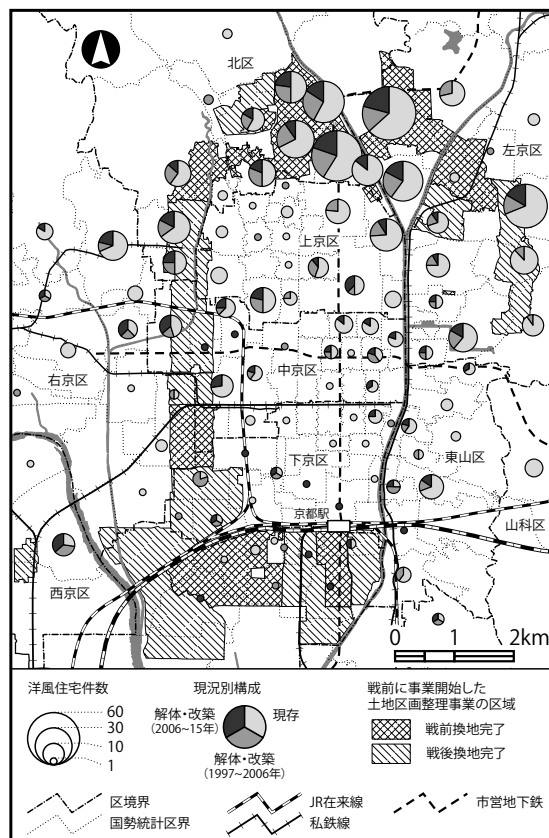 北区
左京区
上京区
右京区
中京区
下京区
東山区
京都駅
山科区
西京区
0 1 2km
洋風住宅件数
60
30
10
1
現況別構成
解体・改築
(2006~15年)
現存
解体・改築
(1997~2006年)
戦前に事業開始した
土地区画整理事業の区域
戦前換地完了
戦後換地完了
区境界
国勢統計区界
JR在来線
私鉄線
市営地下鉄